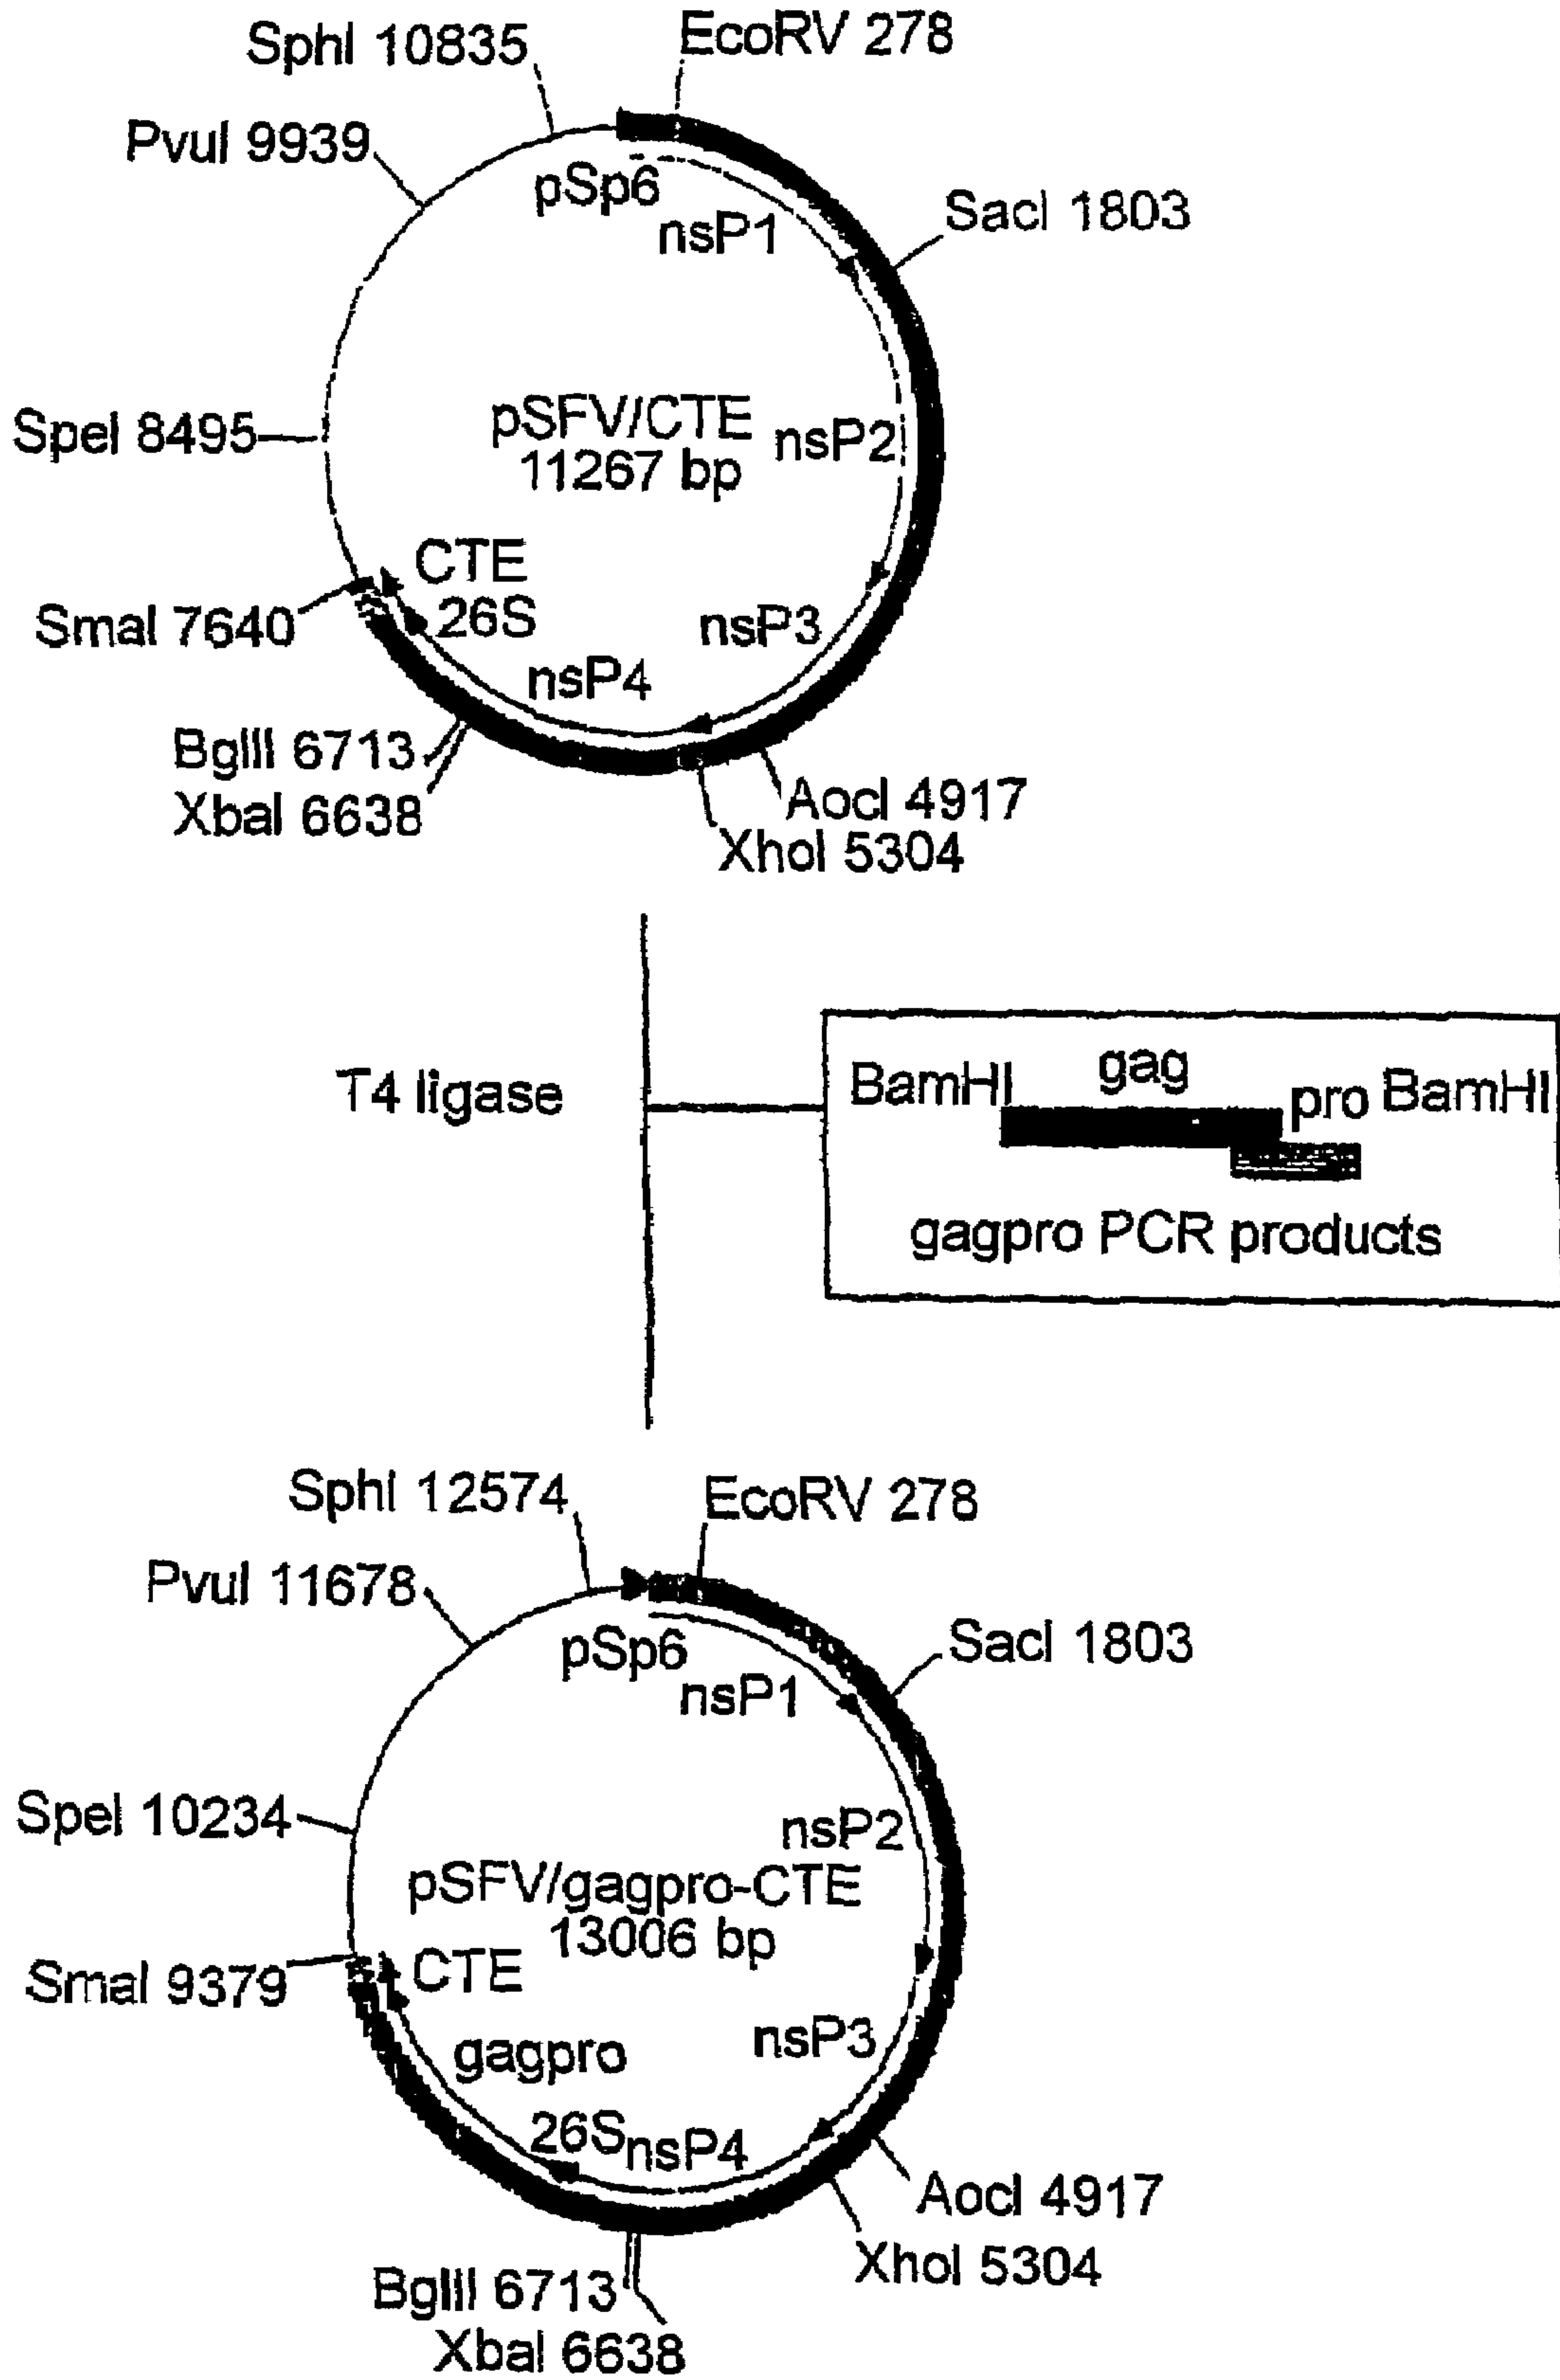 SphI 10835
EcoRV 278
PvuI 9939
pSp6
nsP1
SacI 1803
SpeI 8495
pSFV/CTE
11267 bp
nsP2
CTE
26S
SmaI 7640
nsP3
nsP4
BglII 6713
XbaI 6638
AocI 4917
XhoI 5304
T4 ligase
BamHI
gag
pro
BamHI
gagpro PCR products
SphI 12574
EcoRV 278
PvuI 11678
pSp6
nsP1
SacI 1803
SpeI 10234
nsP2
pSFV/gagpro-CTE
13006 bp
SmaI 9379
CTE
gagpro
nsP3
26S
nsP4
AocI 4917
XhoI 5304
BglII 6713
XbaI 6638